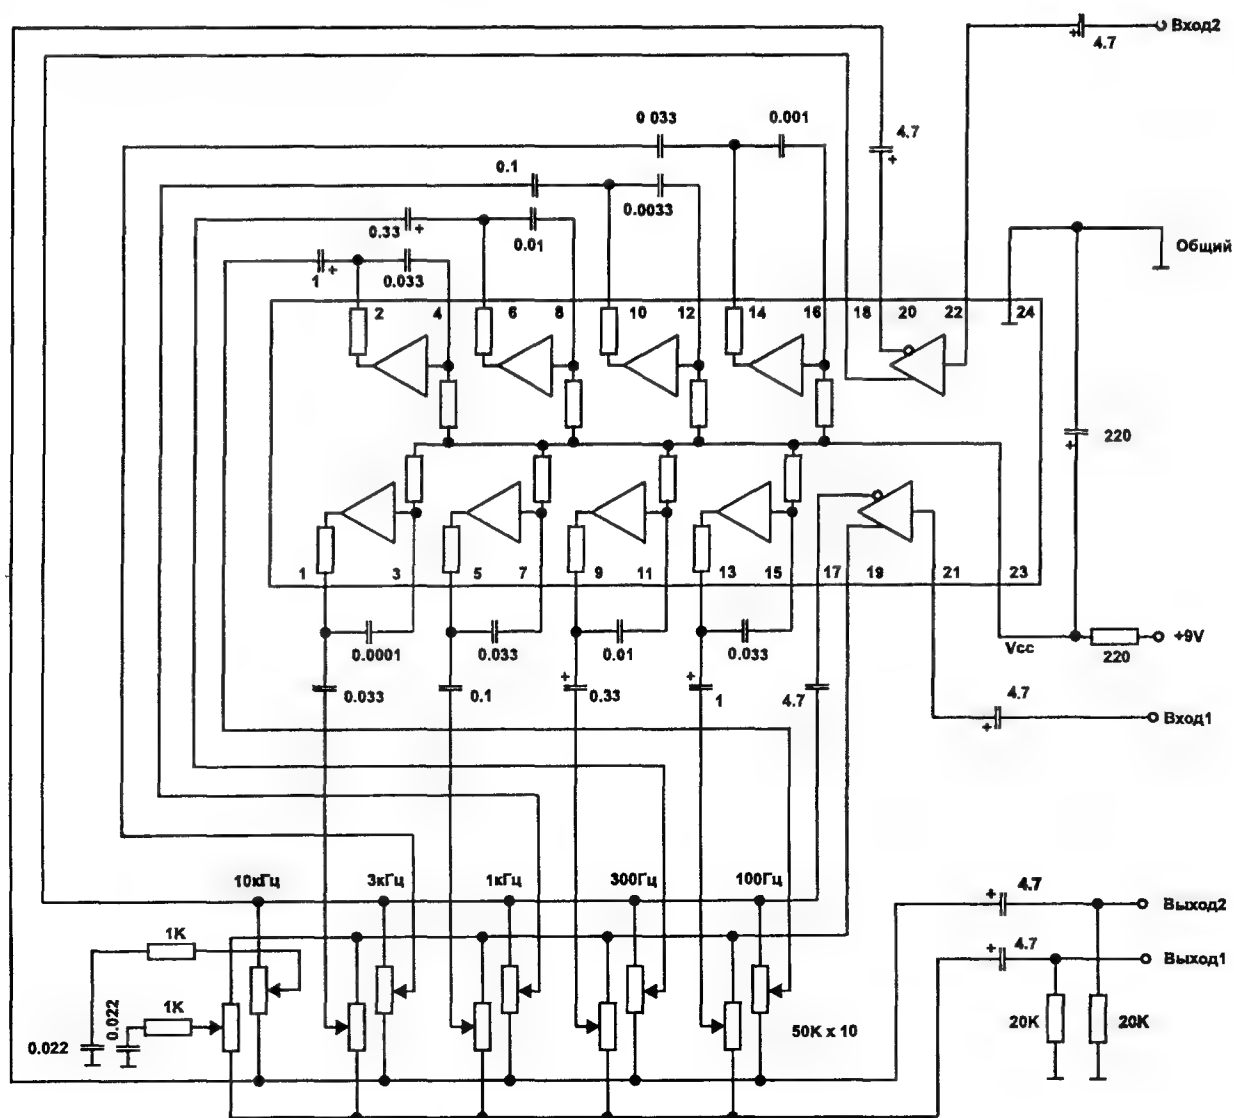 4.7
Вход2
0 033
0.001
4.7
0.1
0.0033
0.33
0.01
1
0.033
Общий
2 4 6 8 10 12 14 16 18 20 22 24
220
1 3 5 7 9 11 13 15 17 19 21 23
0.0001 0.033 0.01 0.033
Vcc
220
+9V
0.033 0.1 0.33 1 4.7
4.7
Вход1
10кГц 3кГц 1кГц 300Гц 100Гц
4.7
Выход2
1K
4.7
Выход1
1K
0.022
0.022
50K x 10
20K
20K